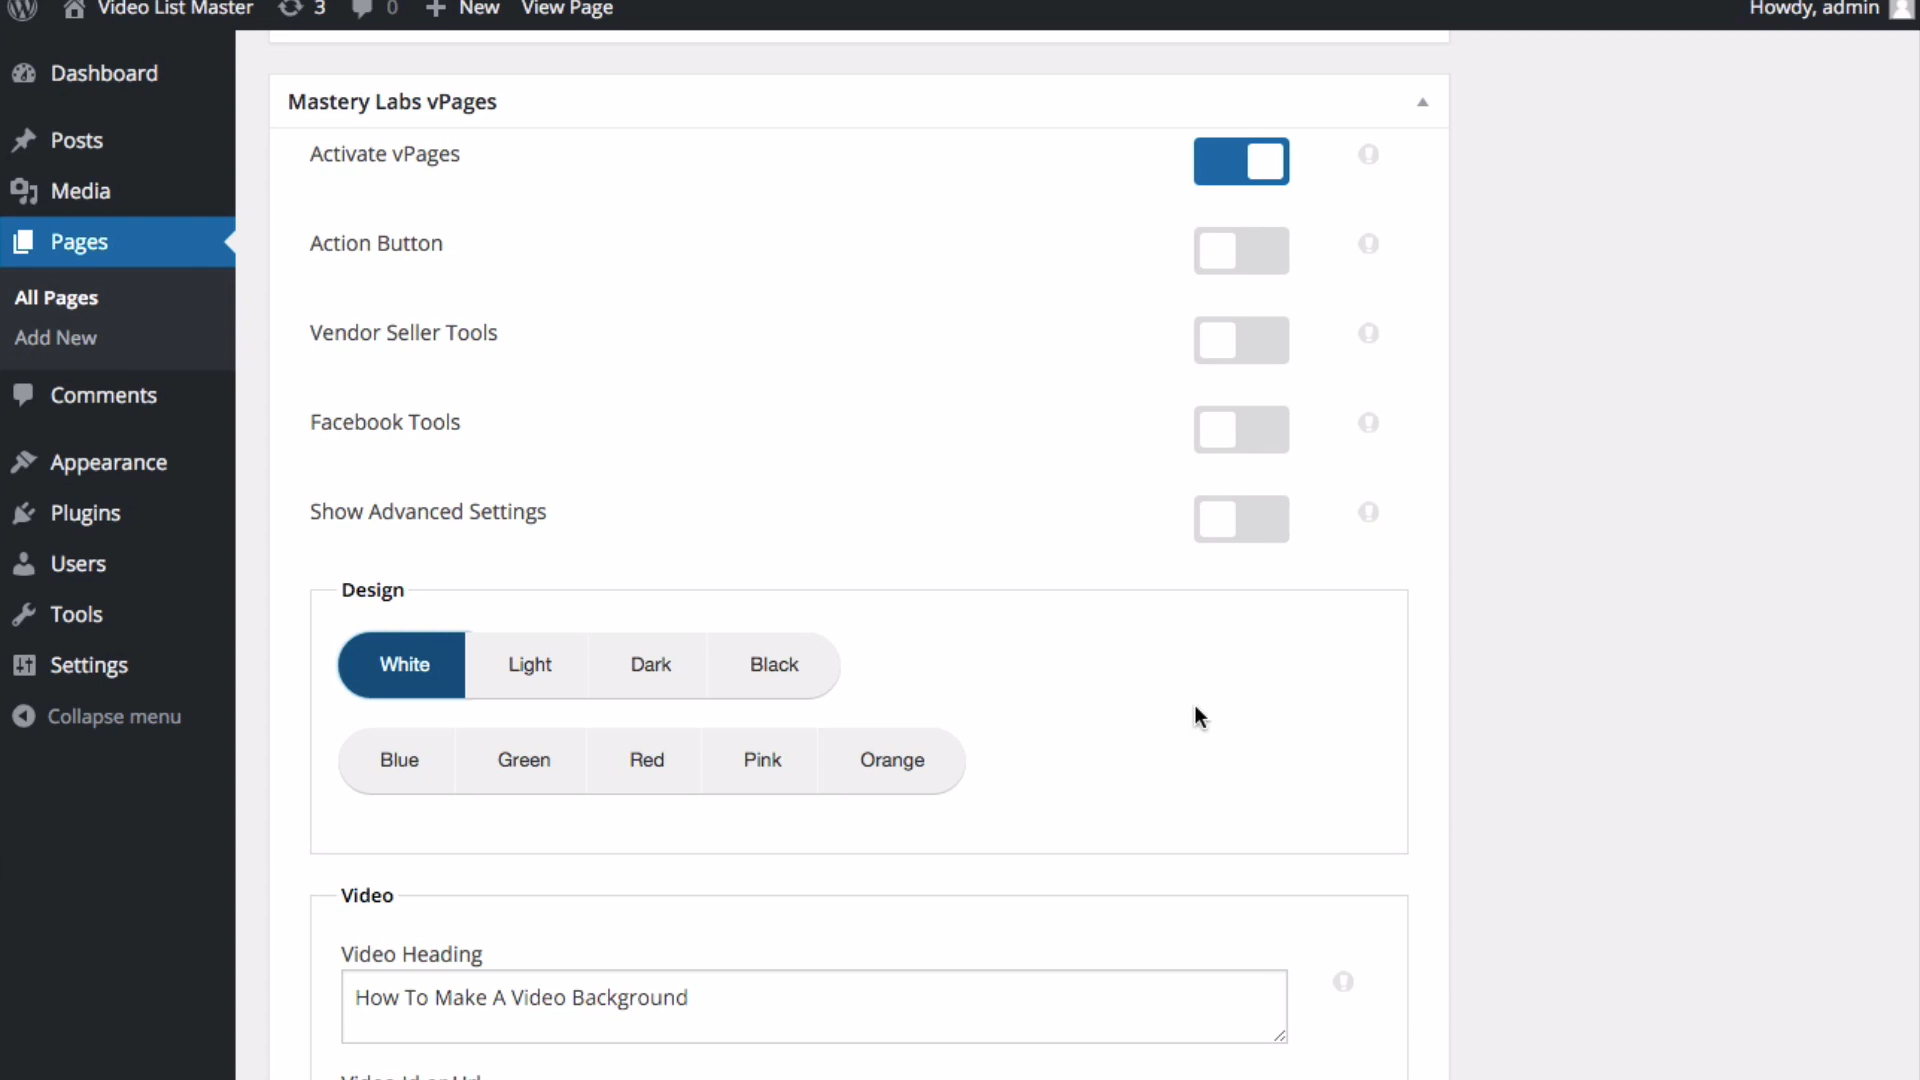 Video List Master 3 0 New View Page Howdy, admin
Dashboard
Posts
Media
Pages
All Pages
Add New
Comments
Appearance
Plugins
Users
Tools
Settings
Collapse menu
Mastery Labs vPages
Activate vPages
Action Button
Vendor Seller Tools
Facebook Tools
Show Advanced Settings
Design
White Light Dark Black
Blue Green Red Pink Orange
Video
Video Heading
How To Make A Video Background